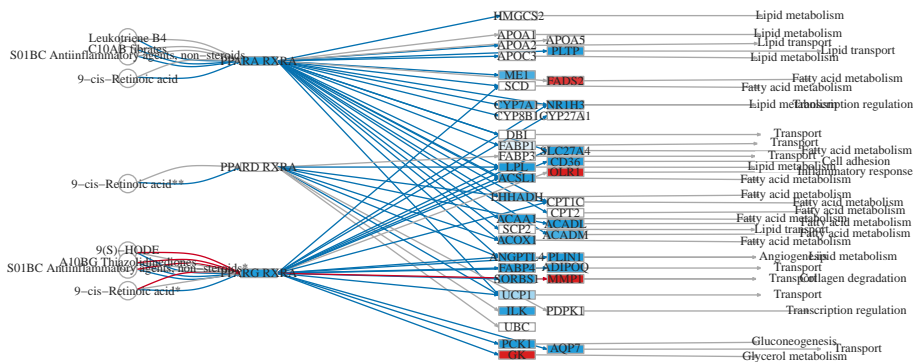 HMGCS2 Lipid metabolism
APOA1 Lipid metabolism
Leukotriene B4
APOA5
APOA2 Lipid transport
C10AB fibrates
PLTP Lipid transport
S01BC Antiinflammatory agents, non-steroids
APOC3 Lipid metabolism
PPARA RXRA
ME1
9-cis-Retinoic acid
FADS2 Fatty acid metabolism
SCD Fatty acid metabolism
CYP7A1 NR1H3 Lipid metabolism Transcription regulation
CYP8B1 CYP27A1
DBI Transport
FABP1 Transport
SLC27A4 Fatty acid metabolism
FABP3 Transport
CD36 Cell adhesion
PPARD RXRA
LPL Lipid metabolism
OLR1 Inflammatory response
ACSL1 Fatty acid metabolism
9-cis-Retinoic acid**
EHHADH Fatty acid metabolism
CPT1C Fatty acid metabolism
CPT2 Fatty acid metabolism
ACAA1 Fatty acid metabolism
ACADL Fatty acid metabolism
SCP2 Lipid transport
ACADM Fatty acid metabolism
ACOX1 Fatty acid metabolism
9(S)-HODE
ANGPTL4 PLIN1 Angiogenesis Lipid metabolism
A10BG Thiazolidinediones
S01BC Antiinflammatory agents, non-steroids*
FABP4 ADIPOQ Transport
PPARG RXRA
SORBS1 MMP1 Transport Collagen degradation
9-cis-Retinoic acid*
UCP1 Transport
ILK PDPK1 Transcription regulation
UBC
PCK1 Gluconeogenesis
AQP7 Transport
GK Glycerol metabolism